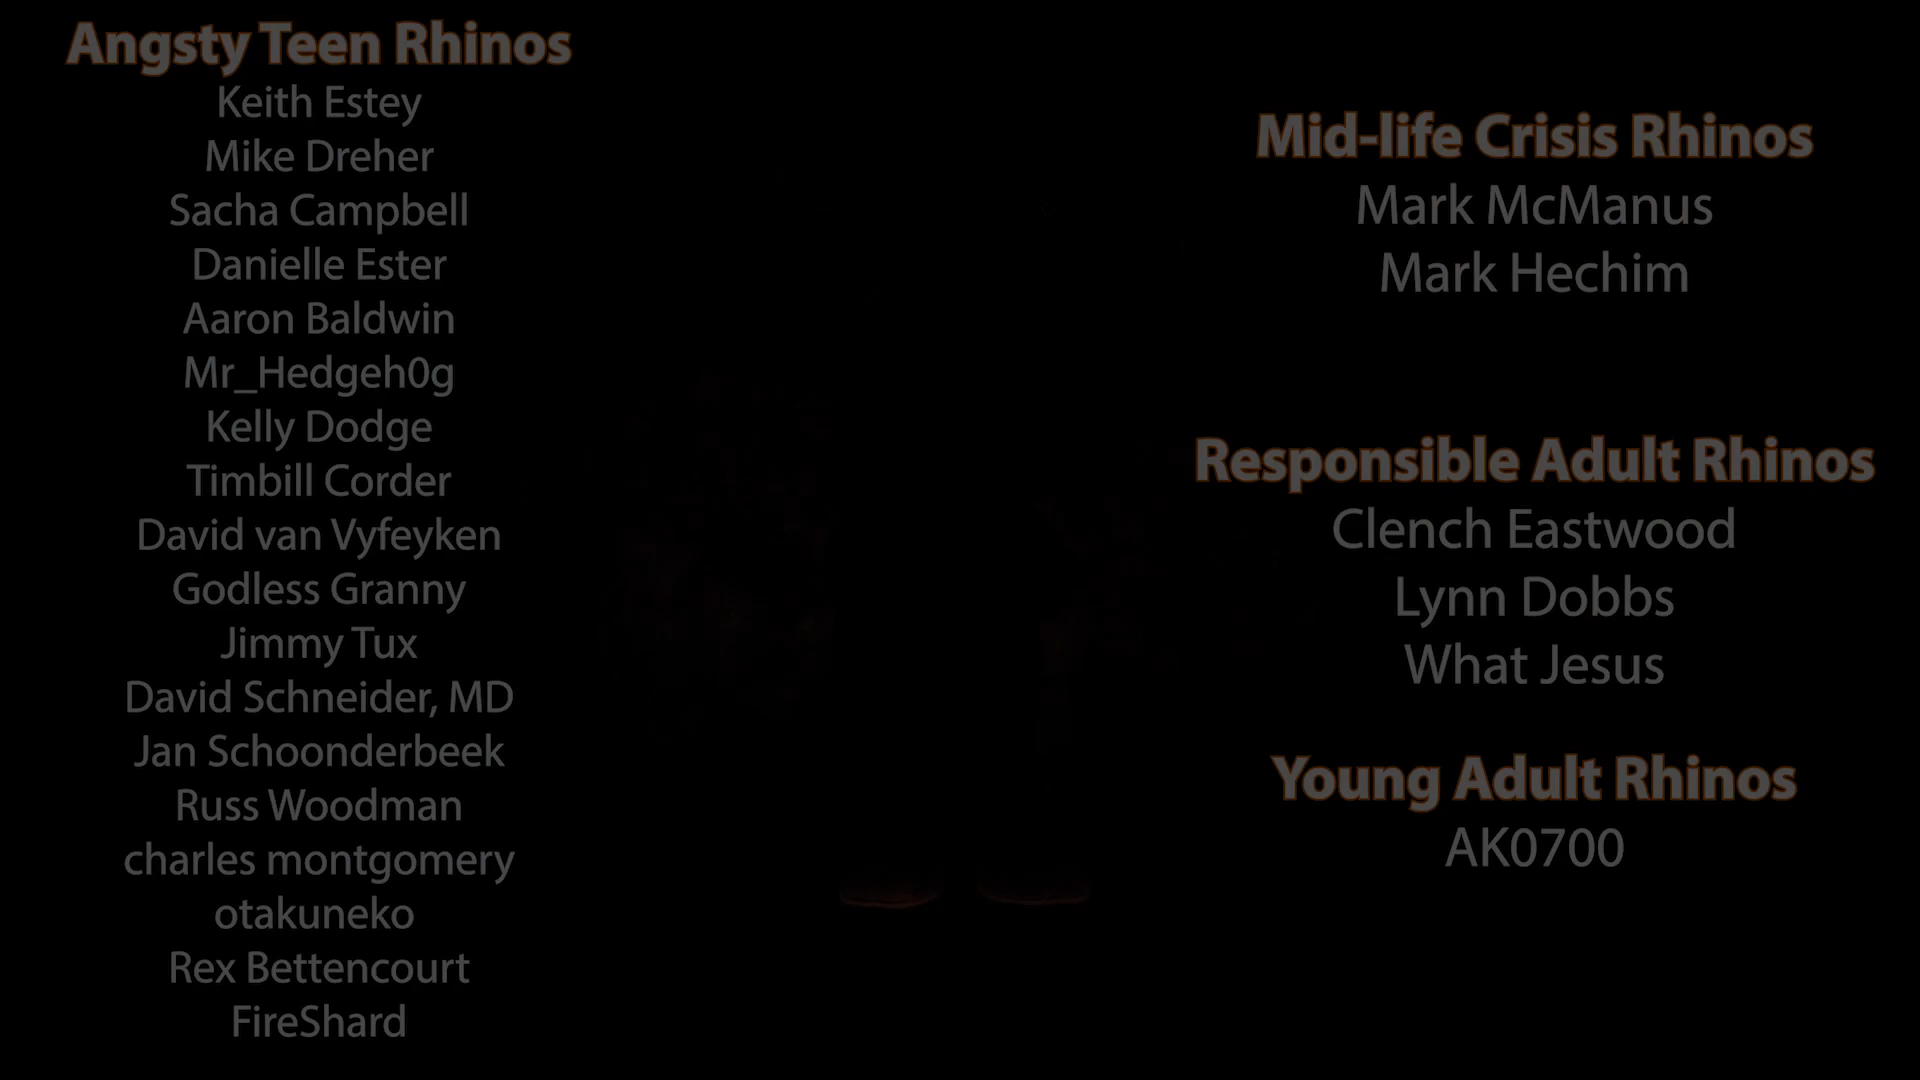 Angsty Teen Rhinos
Keith Estey
Mike Dreher
Sacha Campbell
Danielle Ester
Aaron Baldwin
Mr_Hedgeh0g
Kelly Dodge
Timbill Corder
David van Vyfeyken
Godless Granny
Jimmy Tux
David Schneider, MD
Jan Schoonderbeek
Russ Woodman
charles montgomery
otakuneko
Rex Bettencourt
FireShard
Mid-life Crisis Rhinos
Mark McManus
Mark Hechim
Responsible Adult Rhinos
Clench Eastwood
Lynn Dobbs
What Jesus
Young Adult Rhinos
AK0700